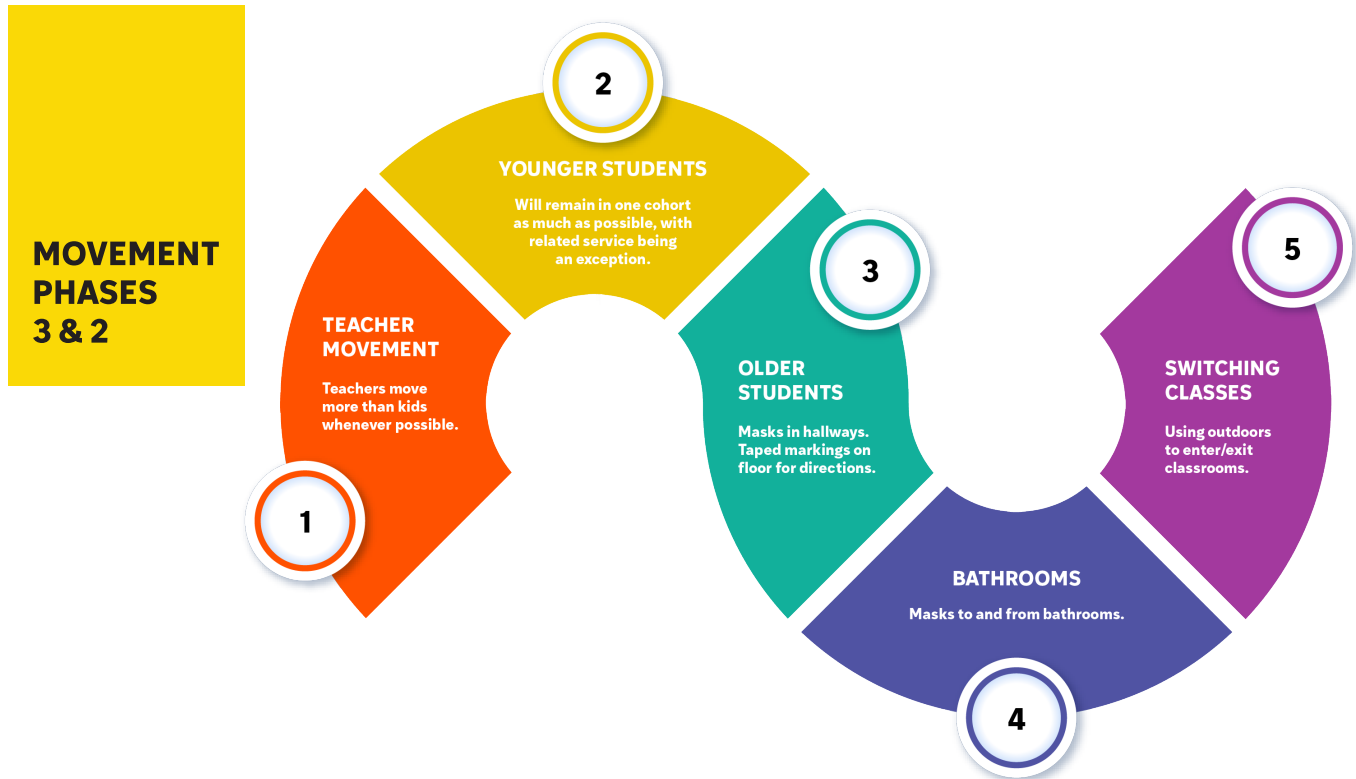 MOVEMENT
PHASES
3 & 2
1
TEACHER
MOVEMENT
Teachers move
more than kids
whenever possible.
2
YOUNGER STUDENTS
Will remain in one cohort
as much as possible, with
related service being
an exception.
3
OLDER
STUDENTS
Masks in hallways.
Taped markings on
floor for directions.
4
BATHROOMS
Masks to and from bathrooms.
5
SWITCHING
CLASSES
Using outdoors
to enter/exit
classrooms.